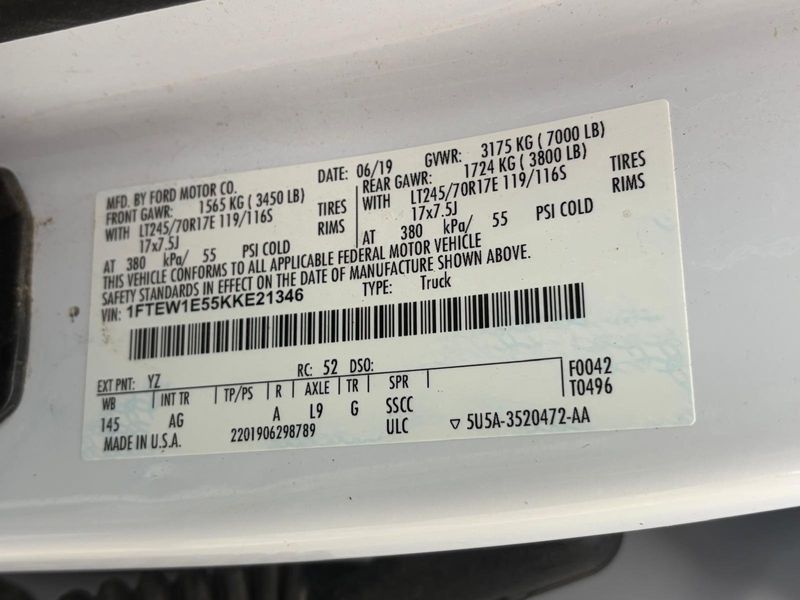 MFD. BY FORD MOTOR CO. DATE: 06/19 GVWR: 3175 KG ( 7000 LB)
FRONT GAWR: 1565 KG ( 3450 LB) REAR GAWR: 1724 KG ( 3800 LB)
WITH LT245/70R17E 119/116S TIRES WITH LT245/70R17E 119/116S TIRES
17x7.5J RIMS 17x7.5J RIMS
AT 380 kPa/ 55 PSI COLD AT 380 kPa/ 55 PSI COLD
THIS VEHICLE CONFORMS TO ALL APPLICABLE FEDERAL MOTOR VEHICLE
SAFETY STANDARDS IN EFFECT ON THE DATE OF MANUFACTURE SHOWN ABOVE.
VIN: 1FTEW1E55KKE21346 TYPE: Truck
EXT PNT: YZ RC: 52 DSO: F0042
WB INT TR TP/PS R AXLE TR SPR T0496
145 AG A L9 G SSCC
MADE IN U.S.A. 2201906298789 ULC ▽ 5U5A-3520472-AA